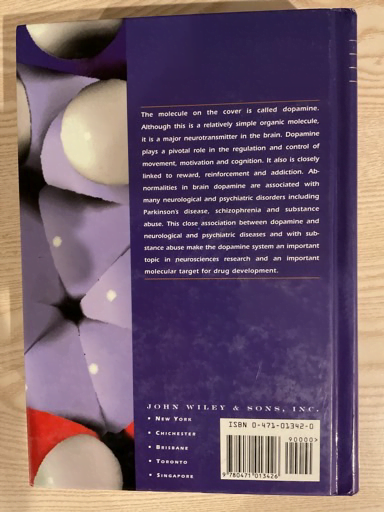 The molecule on the cover is called dopamine.
Although this is a relatively simple organic molecule,
it is a major neurotransmitter in the brain. Dopamine
plays a pivotal role in the regulation and control of
movement, motivation and cognition. It also is closely
linked to reward, reinforcement and addiction. Ab-
normalities in brain dopamine are associated with
many neurological and psychiatric disorders including
Parkinson's disease, schizophrenia and substance
abuse. This close association between dopamine and
neurological and psychiatric diseases and with sub-
stance abuse make the dopamine system an important
topic in neurosciences research and an important
molecular target for drug development.
JOHN WILEY & SONS, INC.
• NEW YORK
• CHICHESTER
• BRISBANE
• TORONTO
• SINGAPORE
ISBN 0-471-01342-0
90000>
9 780471 013426